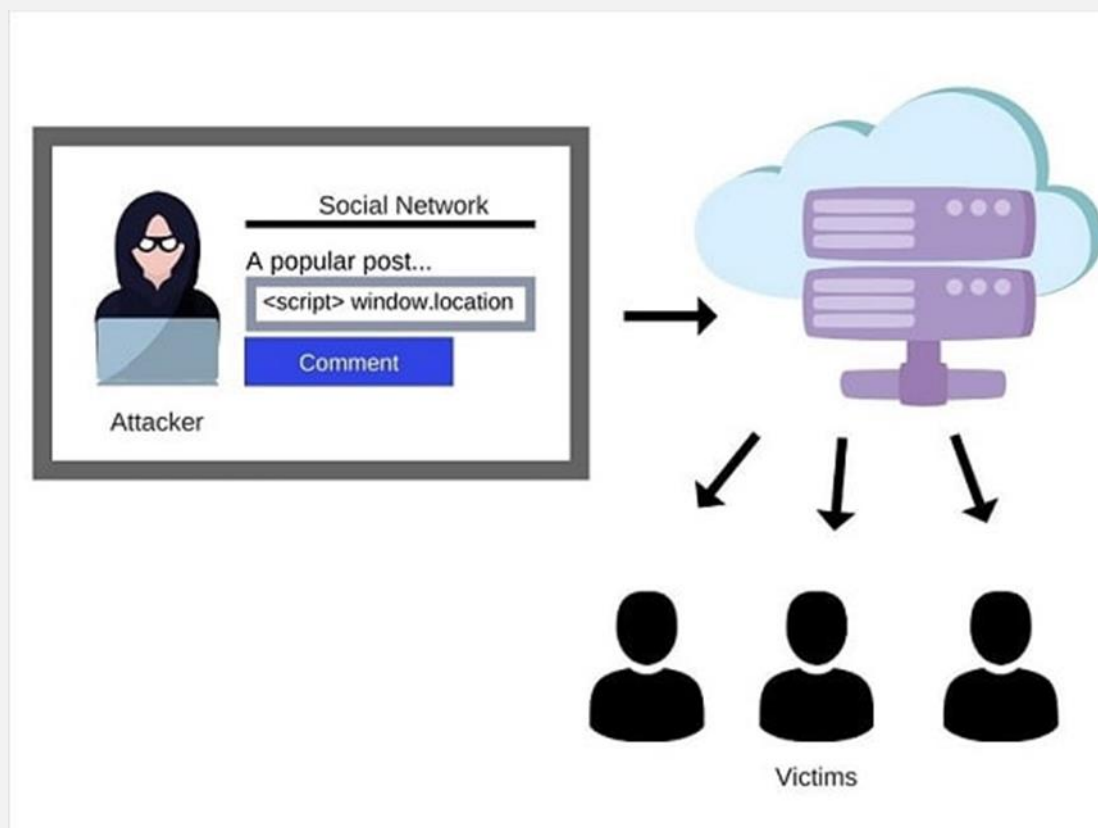 Social Network
A popular post...
<script> window.location
Comment
Attacker
Victims